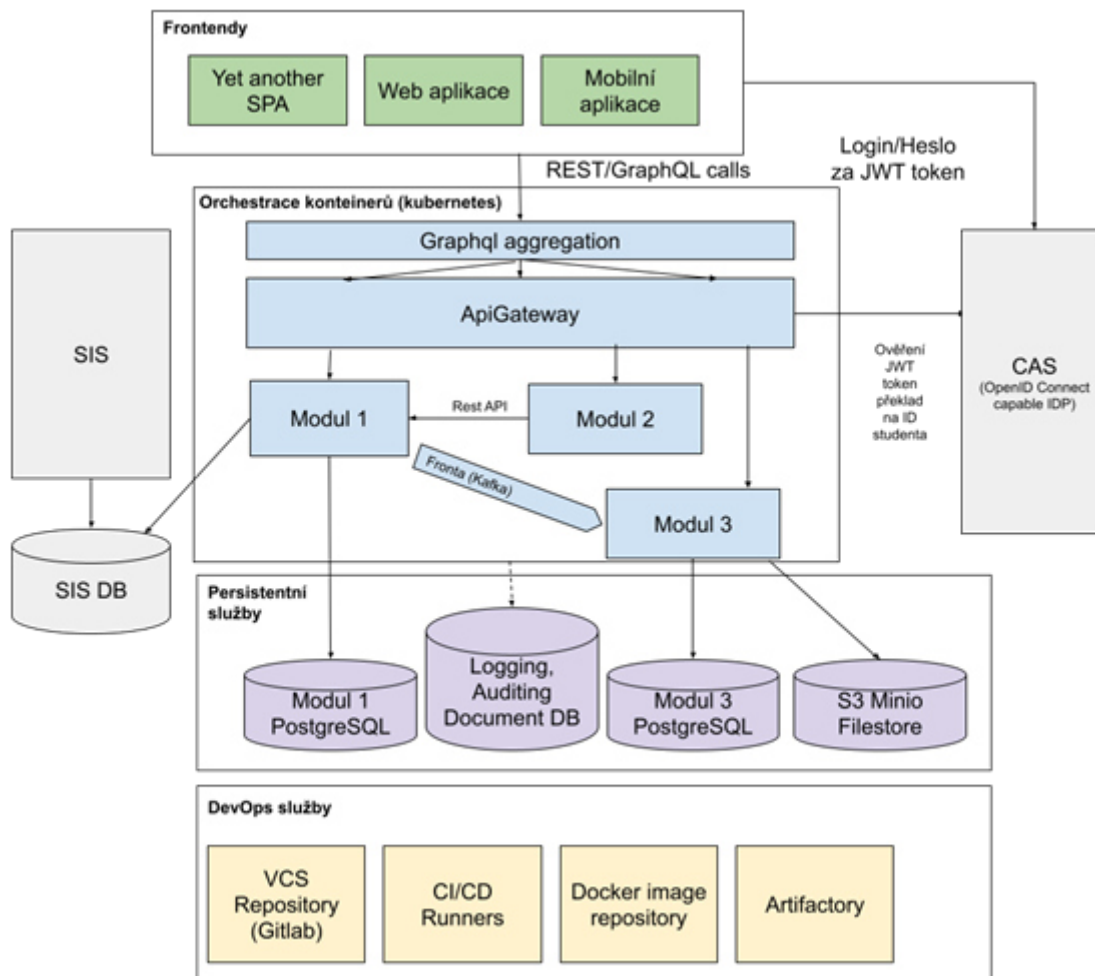 Frontendy
Yet another
SPA
Web aplikace
Mobilní
aplikace
REST/GraphQL calls
Login/Heslo
za JWT token
Orchestrace konteinerů (kubernetes)
Graphql aggregation
ApiGateway
SIS
Ověření
JWT
token
překlad
na ID
studenta
CAS
(OpenID Connect
capable IDP)
Modul 1
Rest API
Modul 2
Fronta (Kafka)
Modul 3
SIS DB
Persistentní
služby
Modul 1
PostgreSQL
Logging,
Auditing
Document DB
Modul 3
PostgreSQL
S3 Minio
Filestore
DevOps služby
VCS
Repository
(Gitlab)
CI/CD
Runners
Docker image
repository
Artifactory